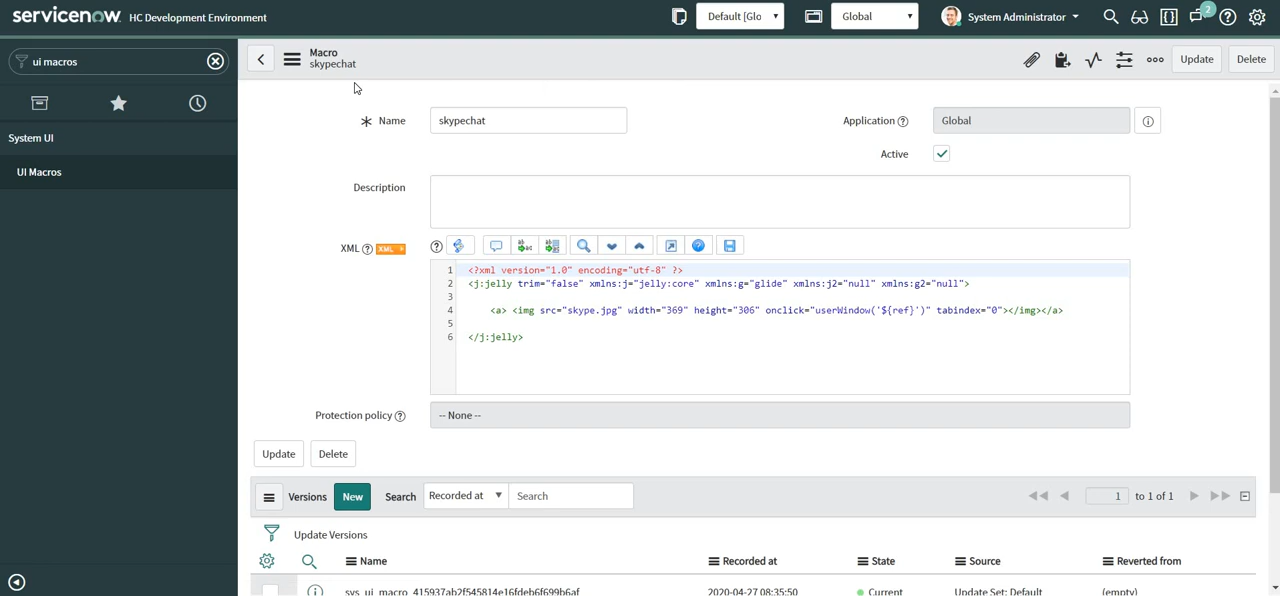 servicenow HC Development Environment
Default [Glo
Global
System Administrator
2
ui macros
System UI
UI Macros
Macro
skypechat
Update
Delete
Name
skypechat
Application
Global
Active
Description
XML
XML
1 <?xml version="1.0" encoding="utf-8" ?>
2 <j:jelly trim="false" xmlns:j="jelly:core" xmlns:g="glide" xmlns:j2="null" xmlns:g2="null">
3
4 <a> <img src="skype.jpg" width="369" height="306" onclick="userWindow('${ref}')" tabindex="0"></img></a>
5
6 </j:jelly>
Protection policy
-- None --
Update
Delete
Versions
New
Search
Recorded at
Search
1 to 1 of 1
Update Versions
Name
Recorded at
State
Source
Reverted from
sys_ui_macro_415937ab2f545814e16fdeb6f699b6af
2020-04-27 08:35:50
Current
Update Set: Default
(empty)